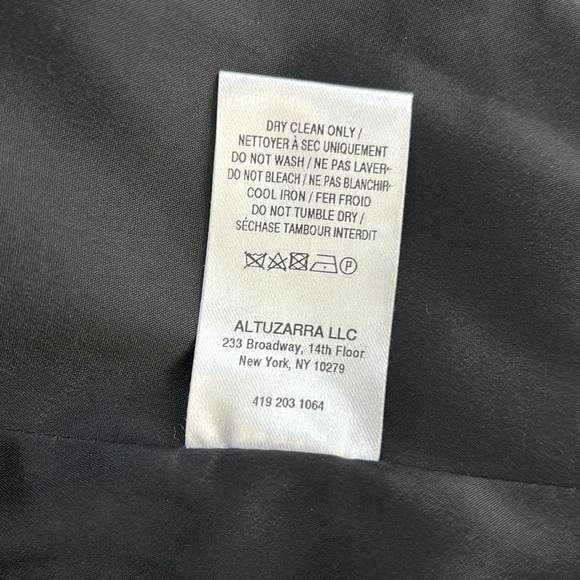 DRY CLEAN ONLY /
NETTOYER À SEC UNIQUEMENT
DO NOT WASH / NE PAS LAVER
DO NOT BLEACH / NE PAS BLANCHIR
COOL IRON / FER FROID
DO NOT TUMBLE DRY /
SÉCHASE TAMBOUR INTERDIT
P
ALTUZARRA LLC
233 Broadway, 14th Floor
New York, NY 10279
419 203 1064